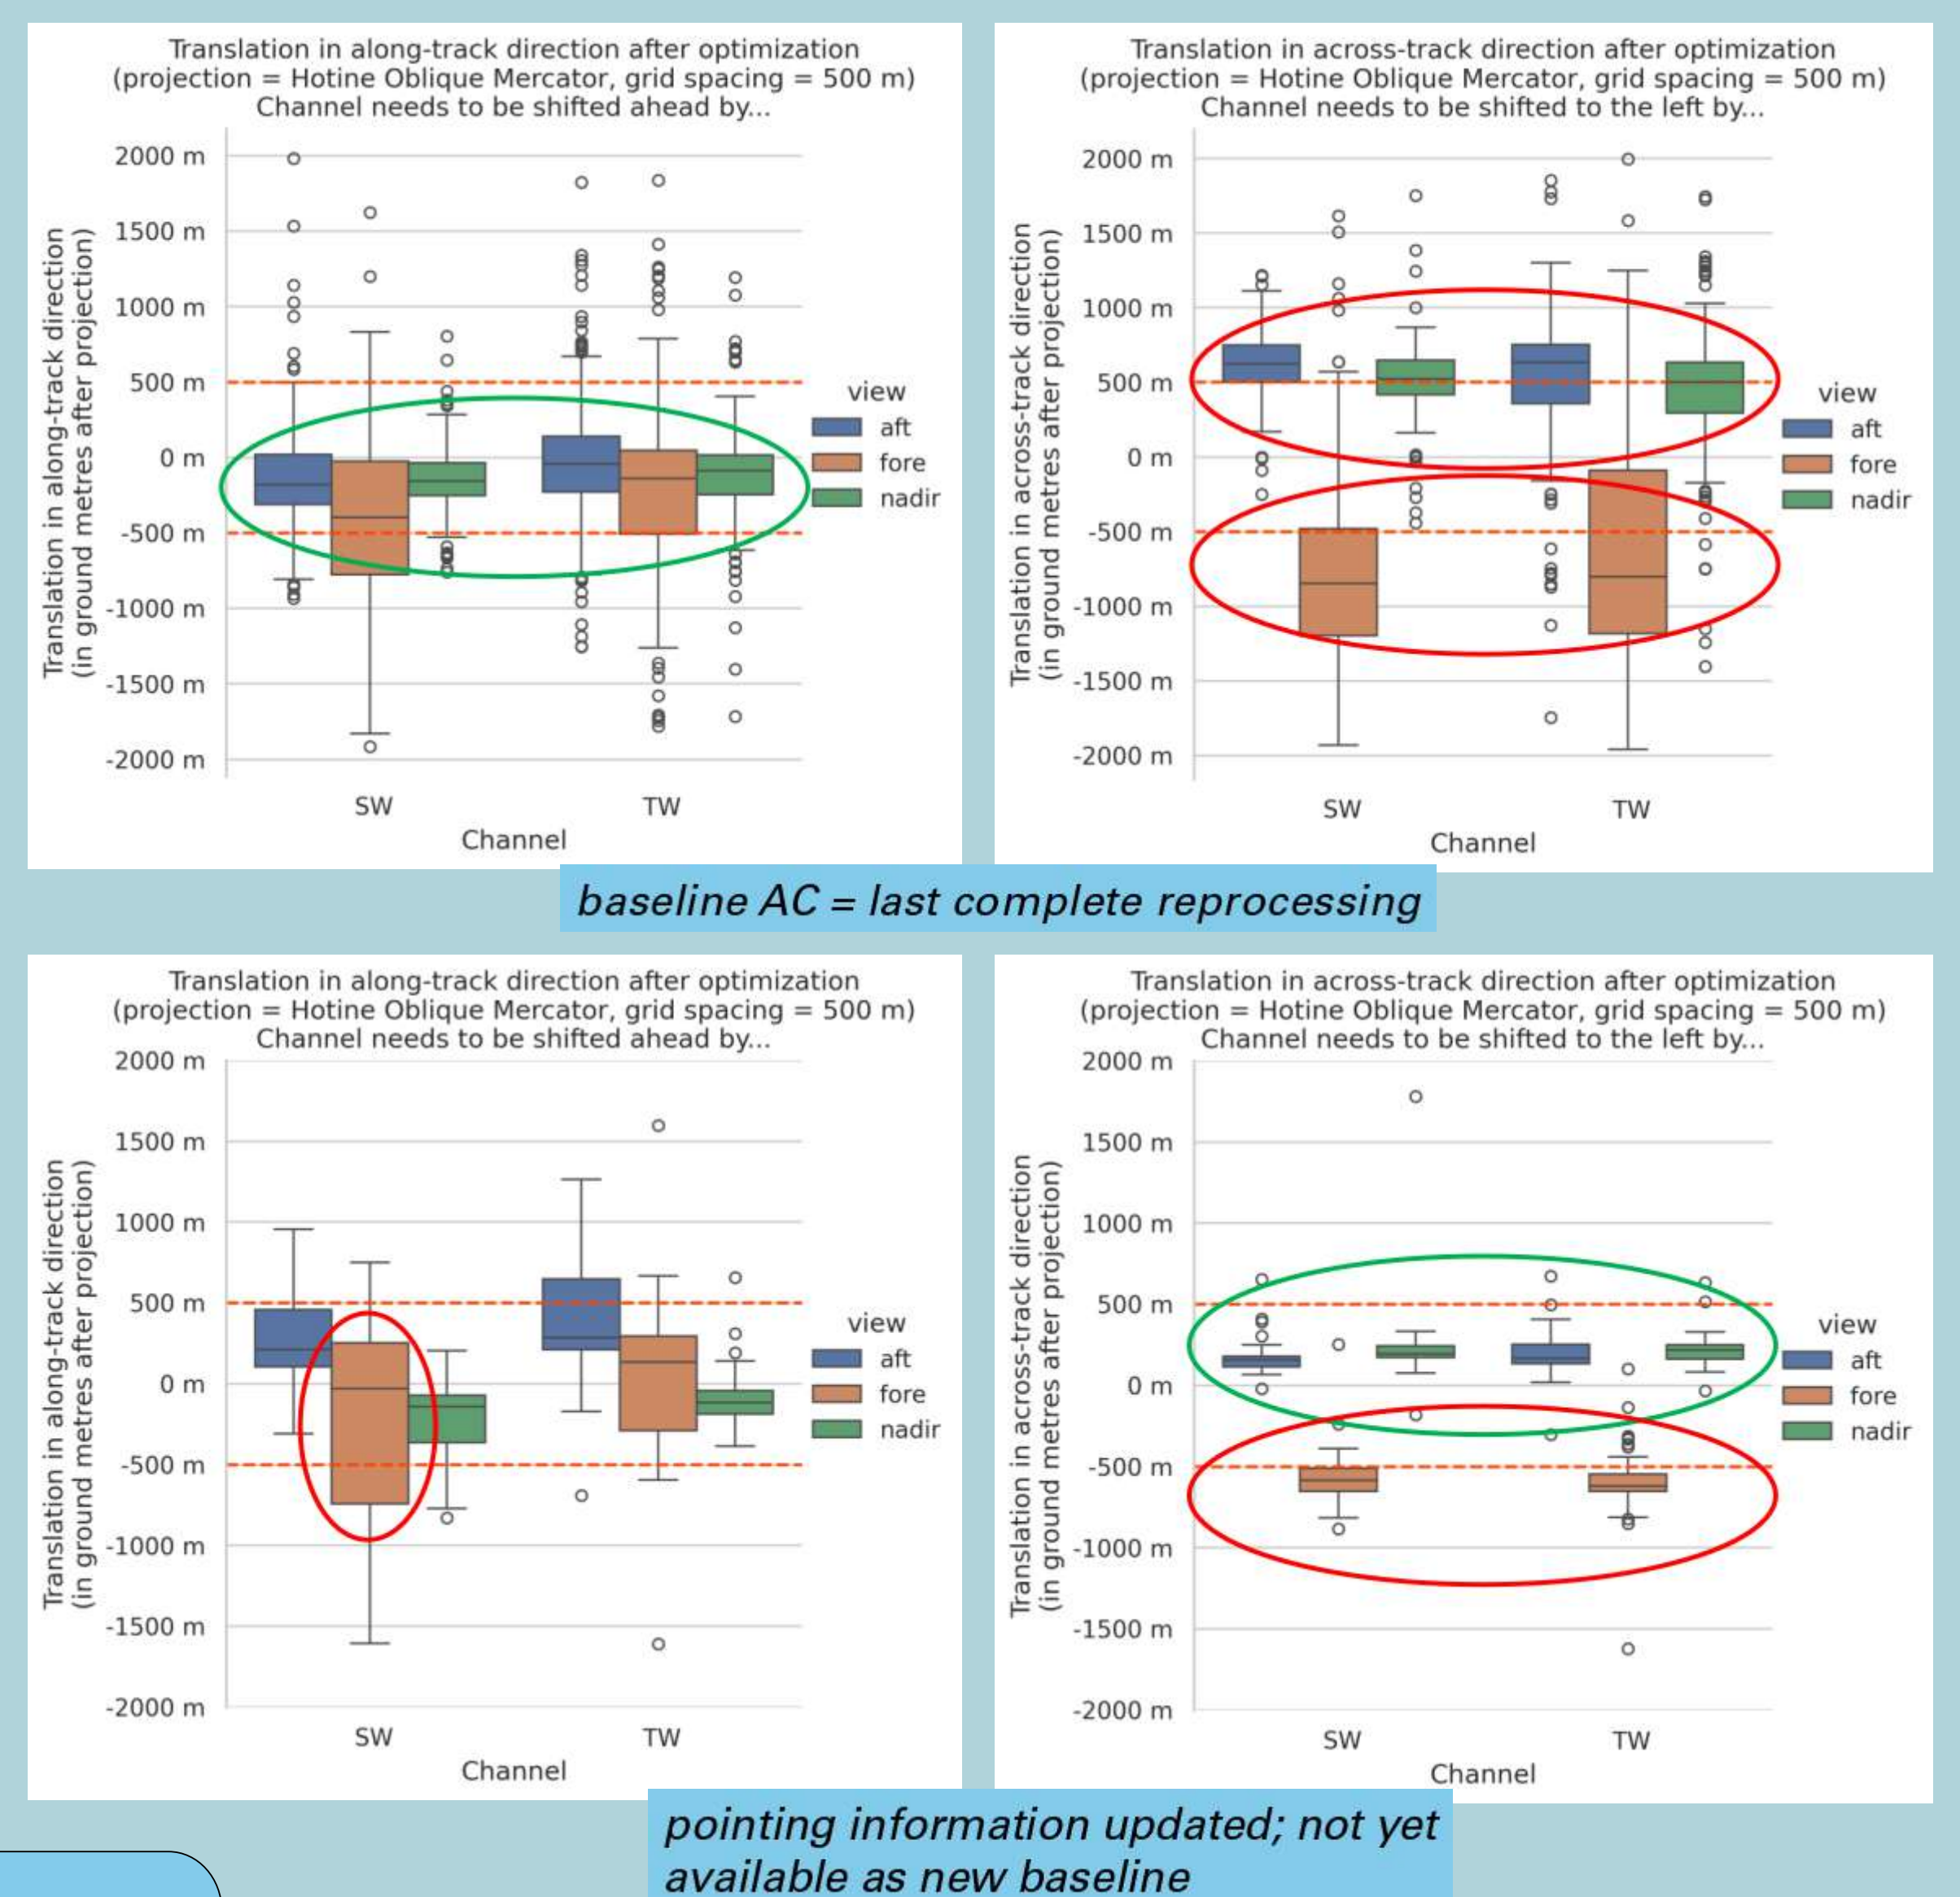 Translation in along-track direction after optimization
(projection = Hotine Oblique Mercator, grid spacing = 500 m)
Channel needs to be shifted ahead by...
2000 m
1500 m
1000 m
500 m
0 m
-500 m
-1000 m
-1500 m
-2000 m
Translation in along-track direction
(in ground metres after projection)
SW
TW
Channel
view
aft
fore
nadir
Translation in across-track direction after optimization
(projection = Hotine Oblique Mercator, grid spacing = 500 m)
Channel needs to be shifted to the left by...
2000 m
1500 m
1000 m
500 m
0 m
-500 m
-1000 m
-1500 m
-2000 m
Translation in across-track direction
(in ground metres after projection)
SW
TW
Channel
view
aft
fore
nadir
baseline AC = last complete reprocessing
Translation in along-track direction after optimization
(projection = Hotine Oblique Mercator, grid spacing = 500 m)
Channel needs to be shifted ahead by...
2000 m
1500 m
1000 m
500 m
0 m
-500 m
-1000 m
-1500 m
-2000 m
Translation in along-track direction
(in ground metres after projection)
SW
TW
Channel
view
aft
fore
nadir
Translation in across-track direction after optimization
(projection = Hotine Oblique Mercator, grid spacing = 500 m)
Channel needs to be shifted to the left by...
2000 m
1500 m
1000 m
500 m
0 m
-500 m
-1000 m
-1500 m
-2000 m
Translation in across-track direction
(in ground metres after projection)
SW
TW
Channel
view
aft
fore
nadir
pointing information updated; not yet
available as new baseline